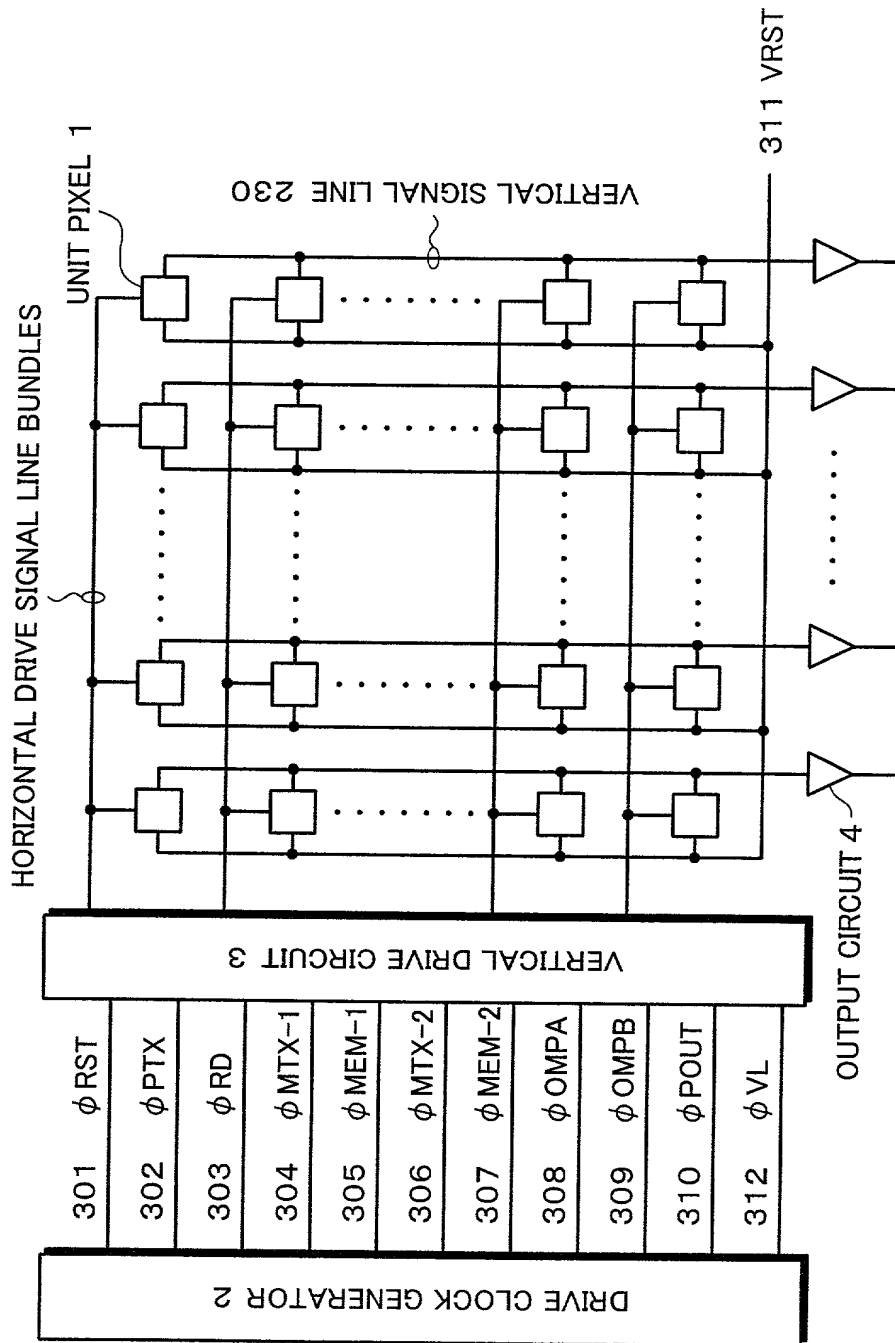 HORIZONTAL DRIVE SIGNAL LINE BUNDLES
UNIT PIXEL 1
VERTICAL SIGNAL LINE 230
311 VRST
DRIVE CLOCK GENERATOR 2
301 φRST
302 φPTX
303 φRD
304 φMTX-1
305 φMEM-1
306 φMTX-2
307 φMEM-2
308 φOMPA
309 φOMPB
310 φPOUT
312 φVL
VERTICAL DRIVE CIRCUIT 3
OUTPUT CIRCUIT 4